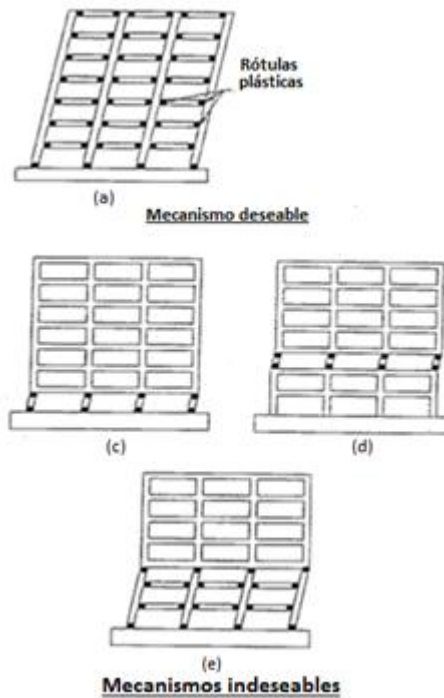 Rótulas
plásticas
(a)
Mecanismo deseable
(c)
(d)
(e)
Mecanismos indeseables